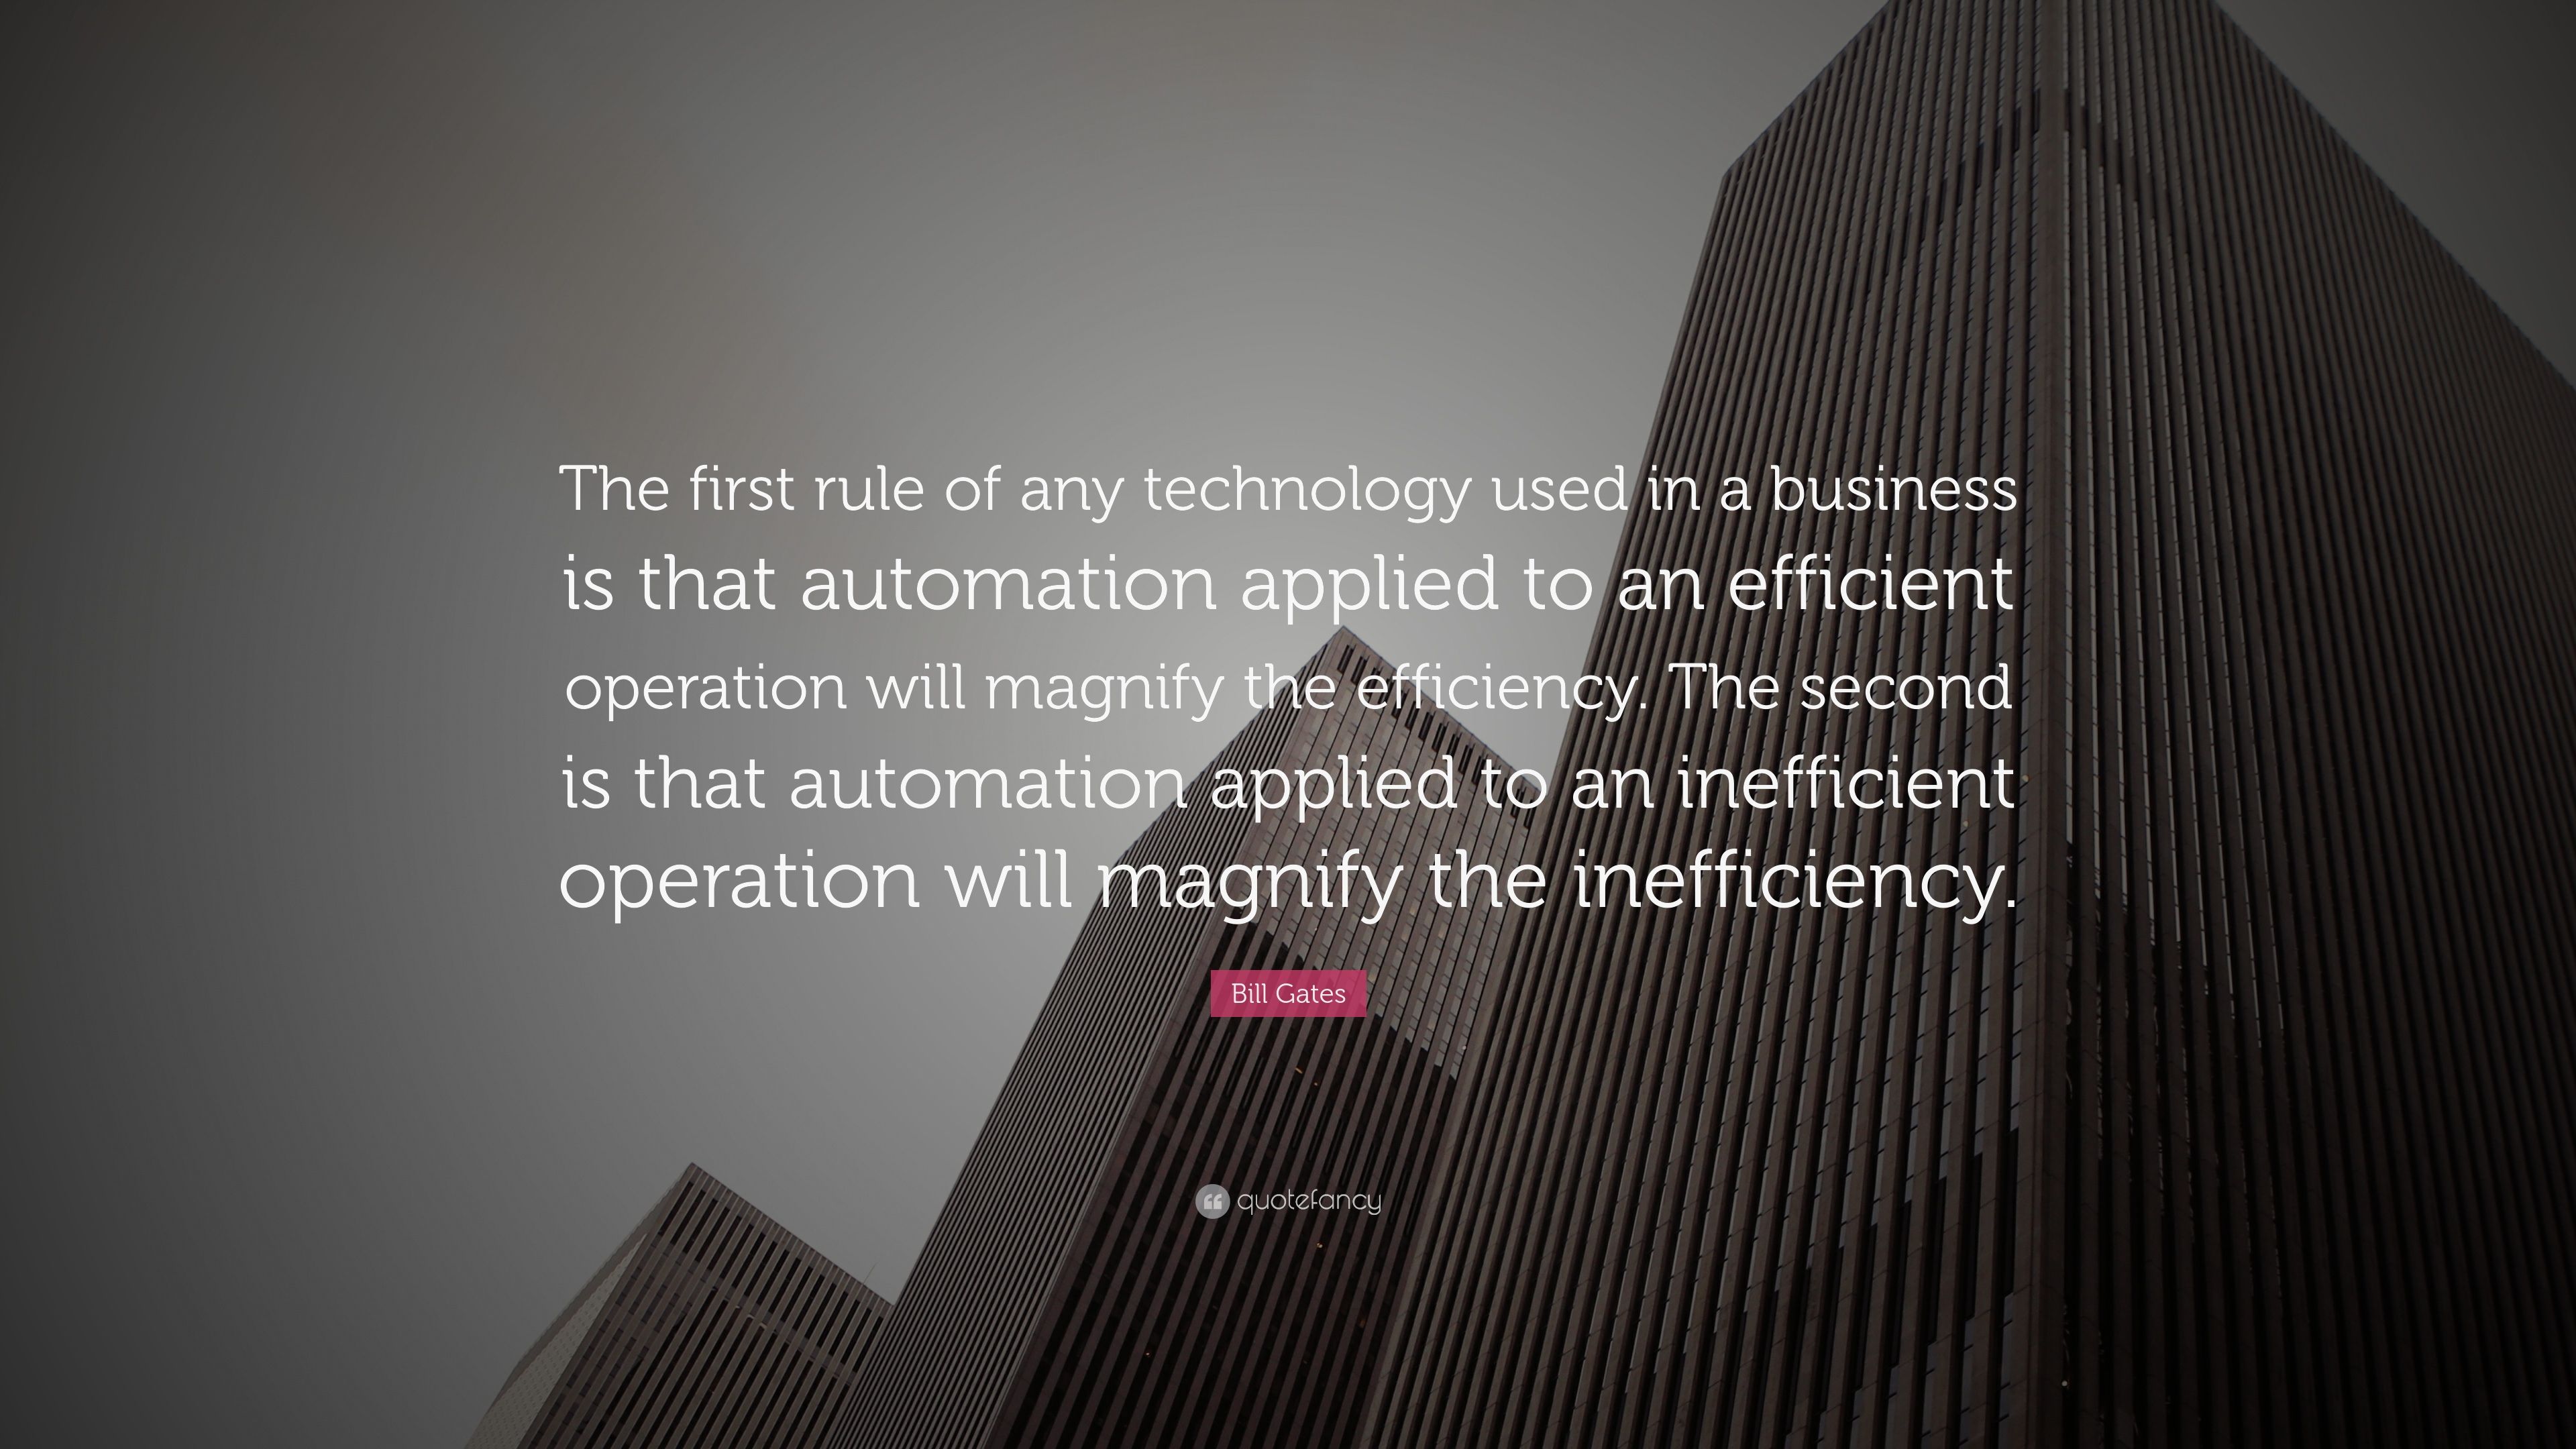 The first rule of any technology used in a business
is that automation applied to an efficient
operation will magnify the efficiency. The second
is that automation applied to an inefficient
operation will magnify the inefficiency.
Bill Gates
quotefancy